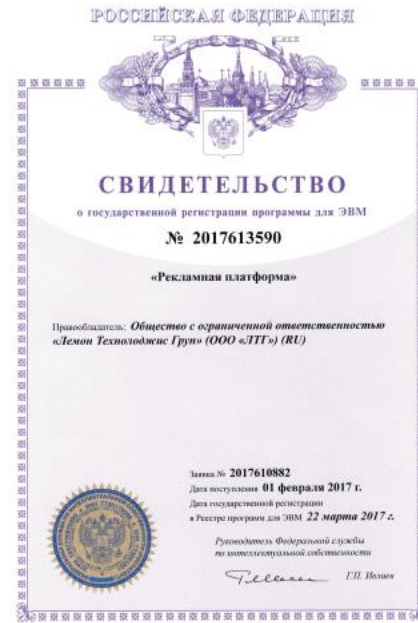 РОССИЙСКАЯ ФЕДЕРАЦИЯ
СВИДЕТЕЛЬСТВО
о государственной регистрации программы для ЭВМ
№ 2017613590
«Рекламная платформа»
Правообладатель: Общество с ограниченной ответственностью
«Лемон Технолоджис Груп» (ООО «ЛТГ») (RU)
Заявка № 2017610882
Дата поступления 01 февраля 2017 г.
Дата государственной регистрации
в Реестре программ для ЭВМ 22 марта 2017 г.
Руководитель Федеральной службы
по интеллектуальной собственности
Г.П. Ивлиев